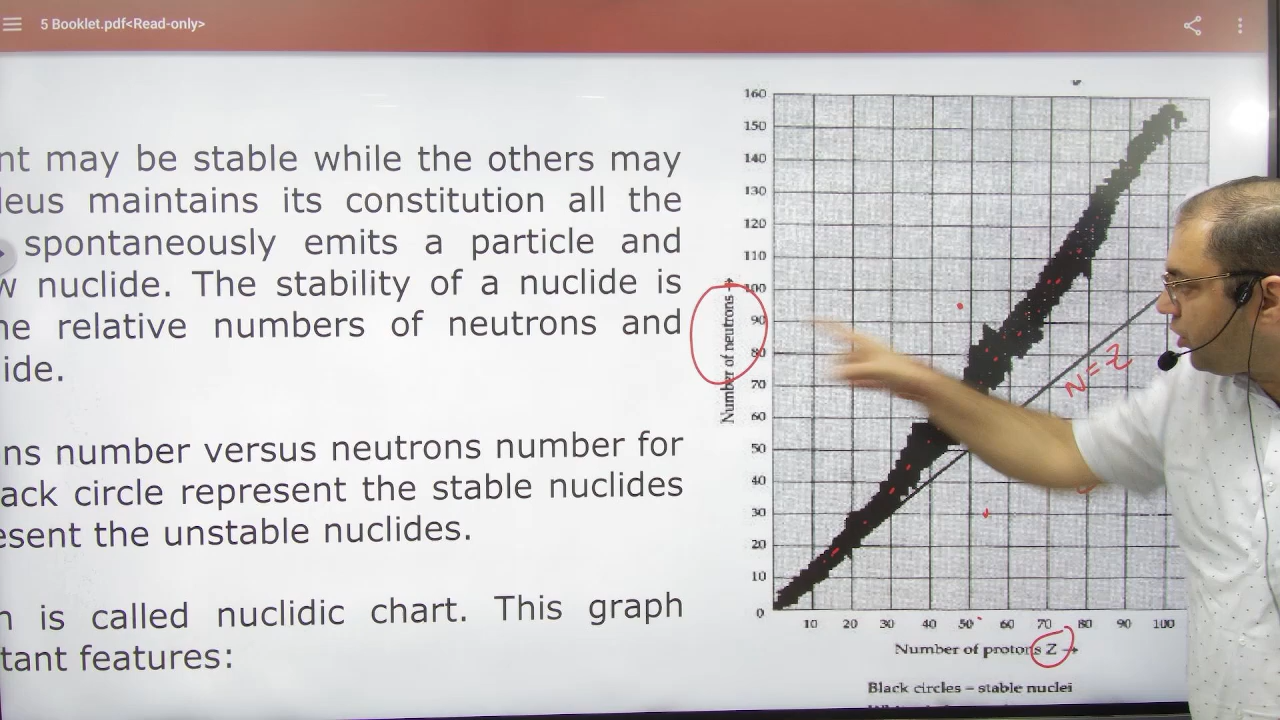 5 Booklet.pdf<Read-only>
nt may be stable while the others may
leus maintains its constitution all the
spontaneously emits a particle and
w nuclide. The stability of a nuclide is
he relative numbers of neutrons and
ide.
ons number versus neutrons number for
ack circle represent the stable nuclides
esent the unstable nuclides.
n is called nuclidic chart. This graph
tant features:
160
150
140
130
120
110
100
90
80
70
60
50
40
30
20
10
0
Number of neutrons →
N = Z
10 20 30 40 50 60 70 80 90 100
Number of protons Z →
Black circles – stable nuclei